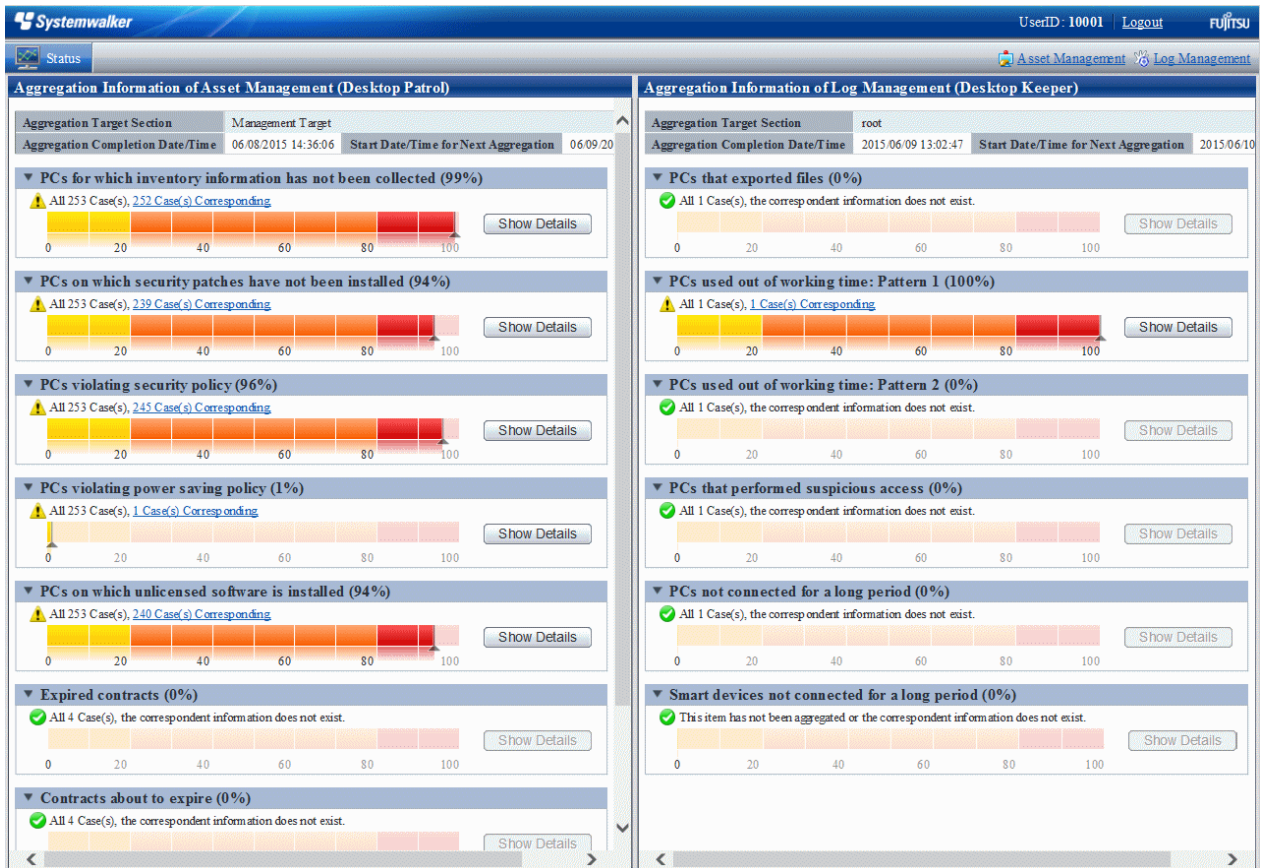 Systemwalker
UserID : 10001 Logout FUJITSU
Status
Asset Management Log Management
Aggregation Information of Asset Management (Desktop Patrol)
Aggregation Target Section Management Target
Aggregation Completion Date/Time 06/08/2015 14:36:06 Start Date/Time for Next Aggregation 06/09/20
PCs for which inventory information has not been collected (99%)
All 253 Case(s), 252 Case(s) Corresponding
Show Details
0 20 40 60 80 100
PCs on which security patches have not been installed (94%)
All 253 Case(s), 239 Case(s) Corresponding
Show Details
0 20 40 60 80 100
PCs violating security policy (96%)
All 253 Case(s), 245 Case(s) Corresponding
Show Details
0 20 40 60 80 100
PCs violating power saving policy (1%)
All 253 Case(s), 1 Case(s) Corresponding
Show Details
0 20 40 60 80 100
PCs on which unlicensed software is installed (94%)
All 253 Case(s), 240 Case(s) Corresponding
Show Details
0 20 40 60 80 100
Expired contracts (0%)
All 4 Case(s), the correspondent information does not exist.
Show Details
0 20 40 60 80 100
Contracts about to expire (0%)
All 4 Case(s), the correspondent information does not exist.
Show Details
Aggregation Information of Log Management (Desktop Keeper)
Aggregation Target Section root
Aggregation Completion Date/Time 2015/06/09 13:02:47 Start Date/Time for Next Aggregation 2015/06/10
PCs that exported files (0%)
All 1 Case(s), the correspondent information does not exist.
Show Details
0 20 40 60 80 100
PCs used out of working time: Pattern 1 (100%)
All 1 Case(s), 1 Case(s) Corresponding
Show Details
0 20 40 60 80 100
PCs used out of working time: Pattern 2 (0%)
All 1 Case(s), the correspondent information does not exist.
Show Details
0 20 40 60 80 100
PCs that performed suspicious access (0%)
All 1 Case(s), the correspondent information does not exist.
Show Details
0 20 40 60 80 100
PCs not connected for a long period (0%)
All 1 Case(s), the correspondent information does not exist.
Show Details
0 20 40 60 80 100
Smart devices not connected for a long period (0%)
This item has not been aggregated or the correspondent information does not exist.
Show Details
0 20 40 60 80 100